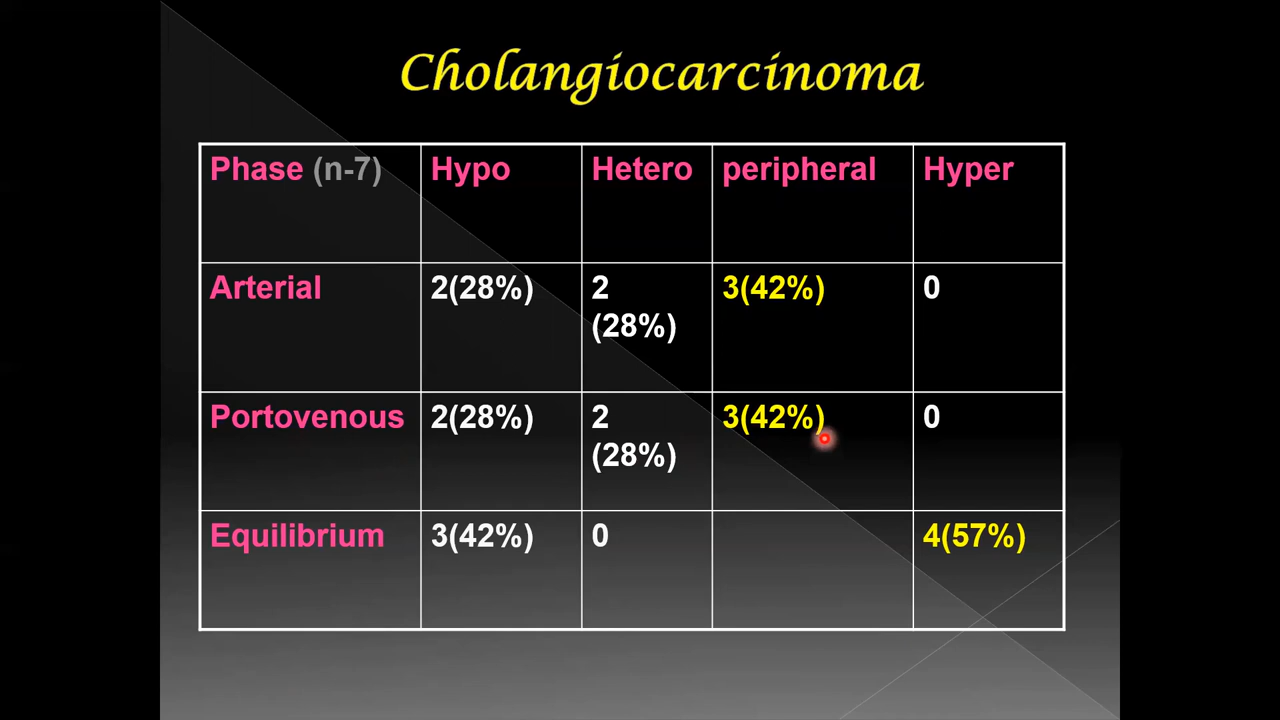 Cholangiocarcinoma
Phase (n-7) Hypo Hetero peripheral Hyper
Arterial 2(28%) 2 3(42%) 0
(28%)
Portovenous 2(28%) 2 3(42%) 0
(28%)
Equilibrium 3(42%) 0 4(57%)